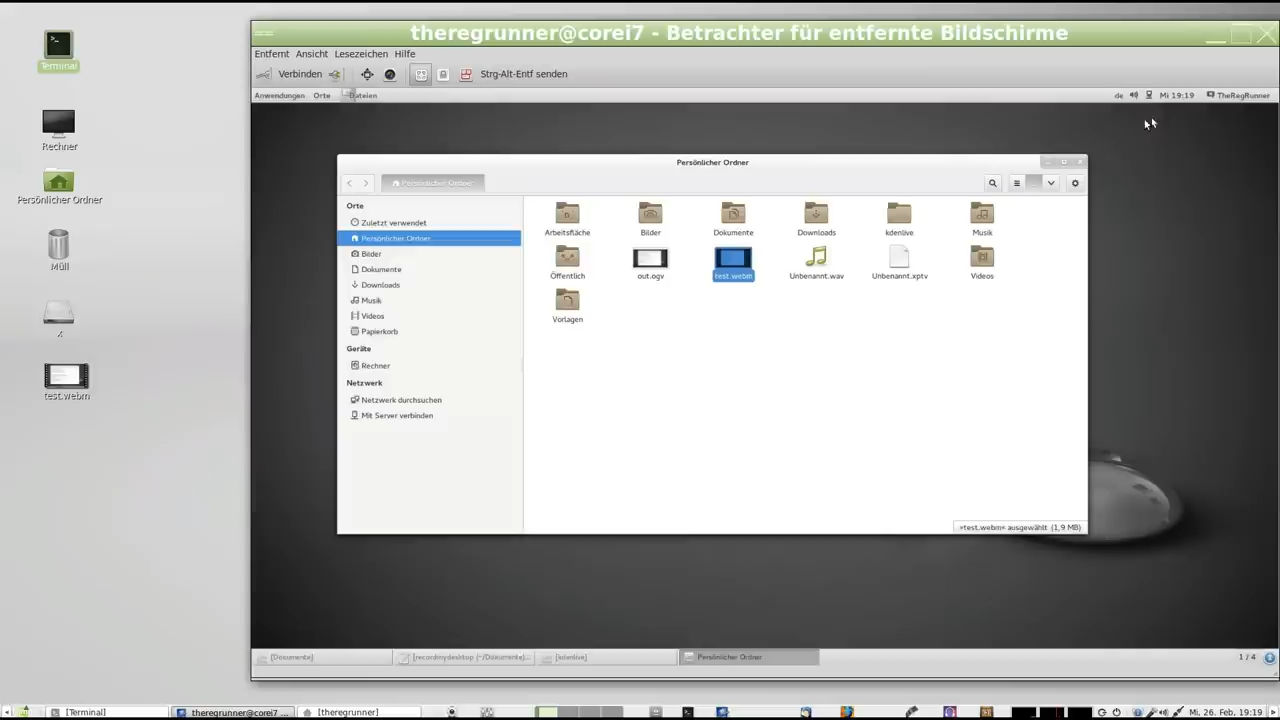 Terminal
Rechner
Persönlicher Ordner
Müll
x
test.webm
theregrunner@corei7 - Betrachter für entfernte Bildschirme
Entfernt Ansicht Lesezeichen Hilfe
Verbinden Strg-Alt-Entf senden
Anwendungen Orte Dateien de Mi 19:19 TheRegRunner
Persönlicher Ordner
Persönlicher Ordner
Orte
Zuletzt verwendet
Persönlicher Ordner
Bilder
Dokumente
Downloads
Musik
Videos
Papierkorb
Geräte
Rechner
Netzwerk
Netzwerk durchsuchen
Mit Server verbinden
Arbeitsfläche Bilder Dokumente Downloads kdenlive Musik
Öffentlich out.ogv test.webm Unbenannt.wav Unbenannt.xptv Videos
Vorlagen
»test.webm« ausgewählt (1,9 MB)
[Dokumente] [recordmydesktop (~/Dokumente)... [kdenlive] Persönlicher Ordner 1 / 4
[Terminal] theregrunner@corei7 ... [theregrunner] Mi, 26. Feb, 19:19